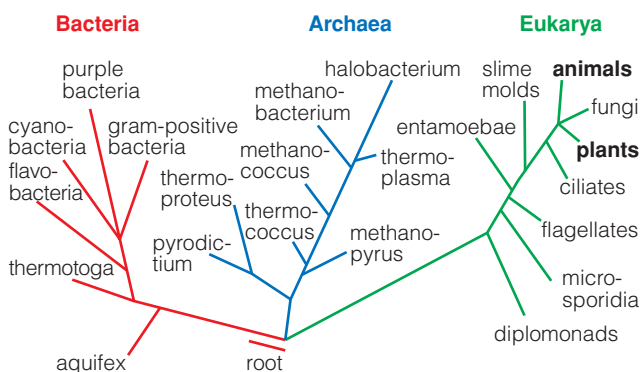 Bacteria
Archaea
Eukarya
purple
bacteria
cyano-
bacteria
gram-positive
bacteria
flavo-
bacteria
thermotoga
aquifex
root
halobacterium
methano-
bacterium
methano-
coccus
thermo-
plasma
thermo-
proteus
thermo-
coccus
pyrodic-
tium
methano-
pyrus
slime
molds
animals
fungi
entamoebae
plants
ciliates
flagellates
micro-
sporidia
diplomonads